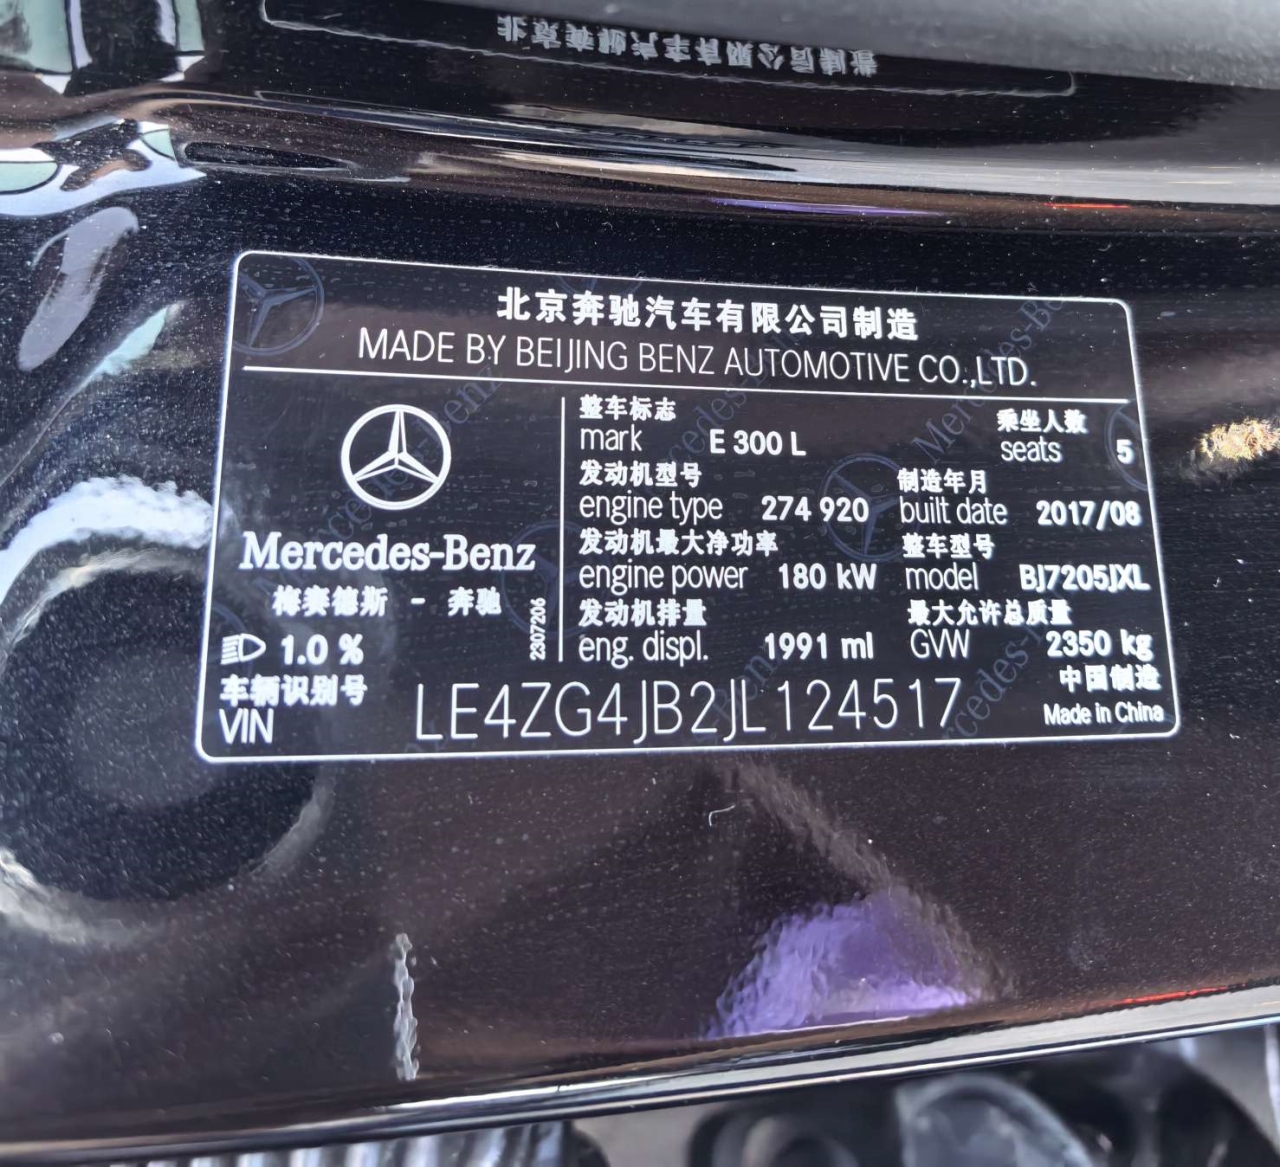 北京奔驰汽车有限公司制造
MADE BY BEIJING BENZ AUTOMOTIVE CO.,LTD.
Mercedes-Benz
梅赛德斯 - 奔驰
1.0 %
2307206
整车标志
mark E 300 L
乘坐人数
seats 5
发动机型号
engine type 274 920
制造年月
built date 2017/08
发动机最大净功率
engine power 180 kW
整车型号
model BJ7205JXL
发动机排量
eng. displ. 1991 ml
最大允许总质量
GVW 2350 kg
车辆识别号
VIN LE4ZG4JB2JL124517
中国制造
Made in China